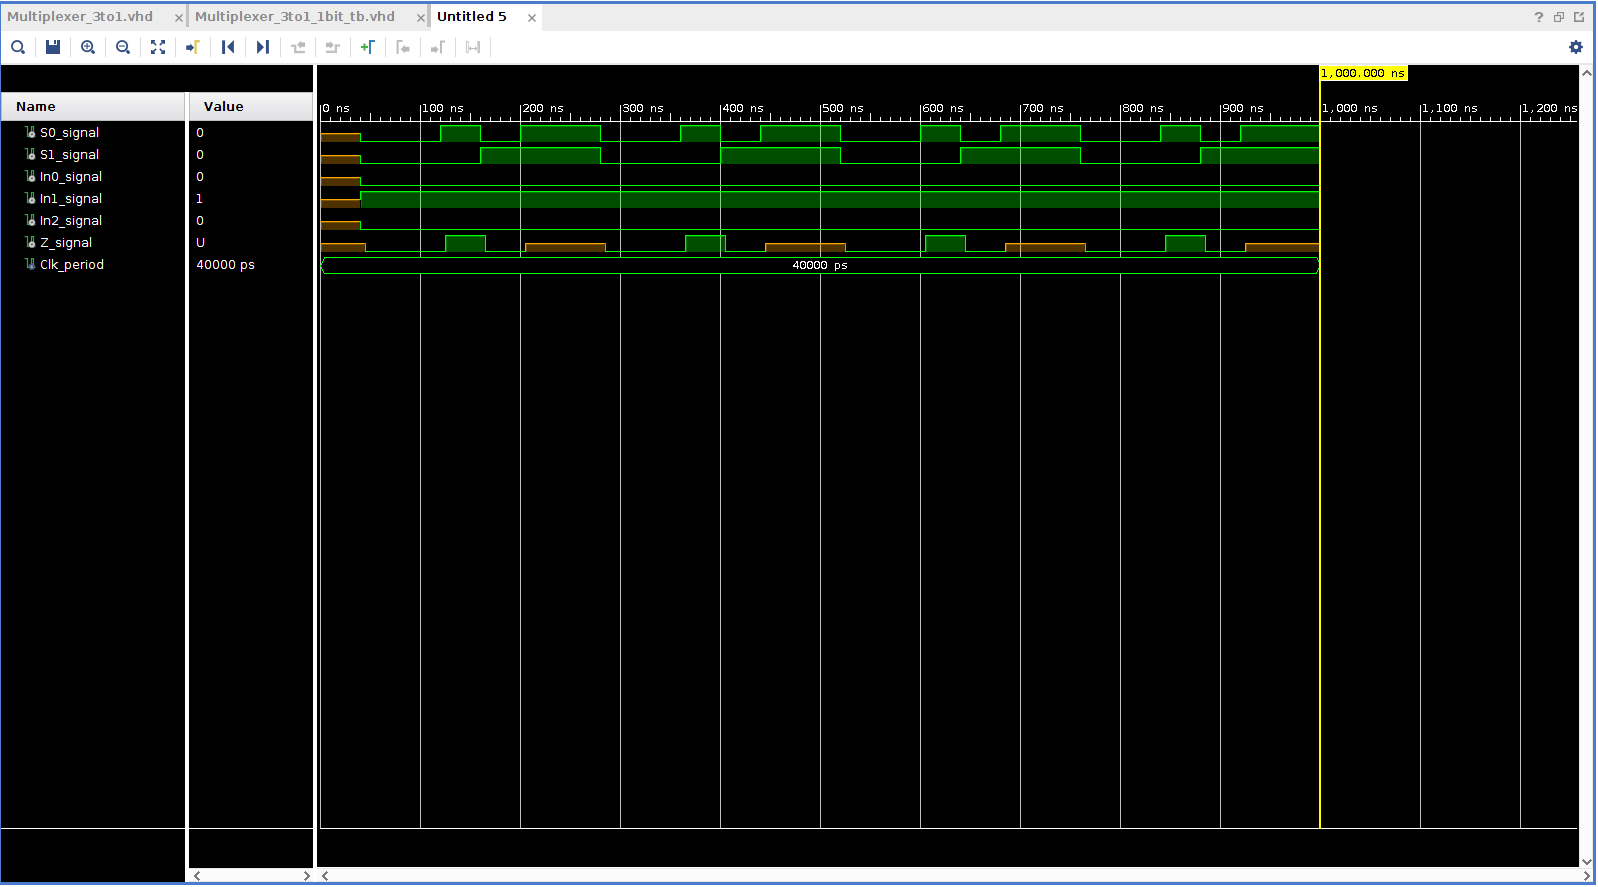 Multiplexer_3to1.vhd × Multiplexer_3to1_1bit_tb.vhd × Untitled 5 ×
?
1,000.000 ns
Name Value
0 ns 100 ns 200 ns 300 ns 400 ns 500 ns 600 ns 700 ns 800 ns 900 ns 1,000 ns 1,100 ns 1,200 ns
S0_signal 0
S1_signal 0
In0_signal 0
In1_signal 1
In2_signal 0
Z_signal U
Clk_period 40000 ps 40000 ps